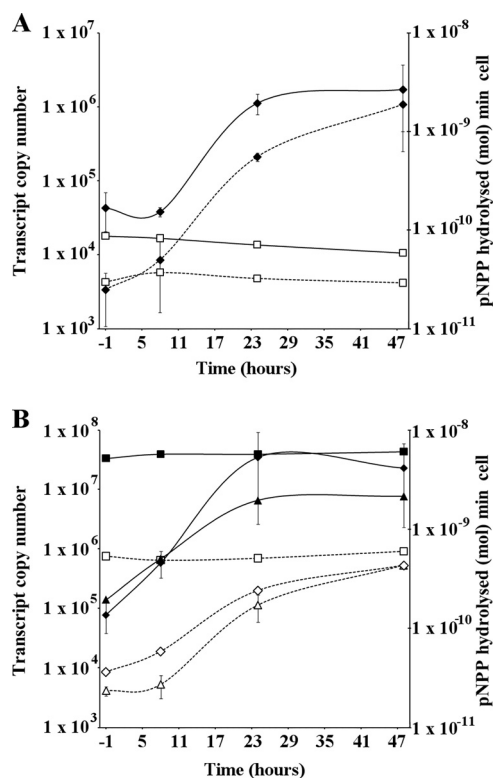 A
Transcript copy number
1 x 10^7
1 x 10^6
1 x 10^5
1 x 10^4
1 x 10^3
1 x 10^-8
1 x 10^-9
1 x 10^-10
1 x 10^-11
pNPP hydrolysed (mol) min cell
-1 5 11 17 23 29 35 41 47
Time (hours)
B
Transcript copy number
1 x 10^8
1 x 10^7
1 x 10^6
1 x 10^5
1 x 10^4
1 x 10^3
1 x 10^-8
1 x 10^-9
1 x 10^-10
1 x 10^-11
pNPP hydrolysed (mol) min cell
-1 5 11 17 23 29 35 41 47
Time (hours)